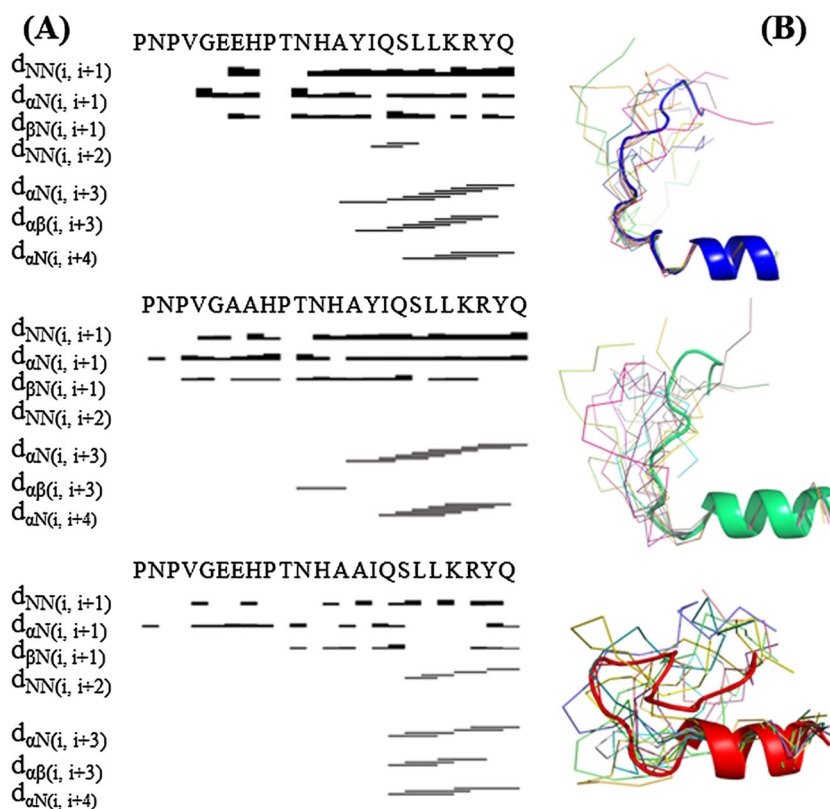 (A) (B)
PNPVGEEHPTNHAYIQSLLKRYQ
dNN(i, i+1)
dαN(i, i+1)
dβN(i, i+1)
dNN(i, i+2)
dαN(i, i+3)
dαβ(i, i+3)
dαN(i, i+4)
PNPVGAAHPTNHAYIQSLLKRYQ
dNN(i, i+1)
dαN(i, i+1)
dβN(i, i+1)
dNN(i, i+2)
dαN(i, i+3)
dαβ(i, i+3)
dαN(i, i+4)
PNPVGEEHPTNHAAIQSLLKRYQ
dNN(i, i+1)
dαN(i, i+1)
dβN(i, i+1)
dNN(i, i+2)
dαN(i, i+3)
dαβ(i, i+3)
dαN(i, i+4)